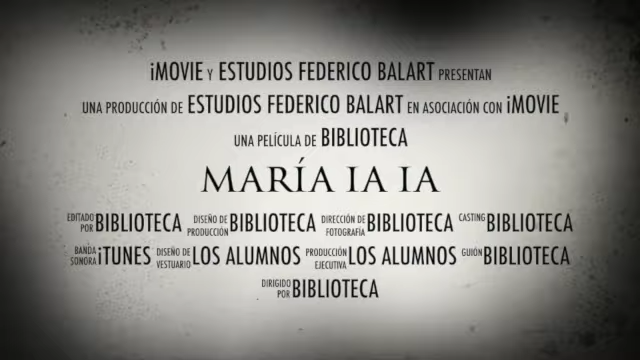 iMOVIE Y ESTUDIOS FEDERICO BALART PRESENTAN
UNA PRODUCCIÓN DE ESTUDIOS FEDERICO BALART EN ASOCIACIÓN CON iMOVIE
UNA PELÍCULA DE BIBLIOTECA
MARÍA IA IA
EDITADO POR BIBLIOTECA DISEÑO DE PRODUCCIÓN BIBLIOTECA DIRECCIÓN DE FOTOGRAFÍA BIBLIOTECA CASTING BIBLIOTECA
BANDA SONORA iTUNES DISEÑO DE VESTUARIO LOS ALUMNOS PRODUCCIÓN EJECUTIVA LOS ALUMNOS GUIÓN BIBLIOTECA
DIRIGIDO POR BIBLIOTECA